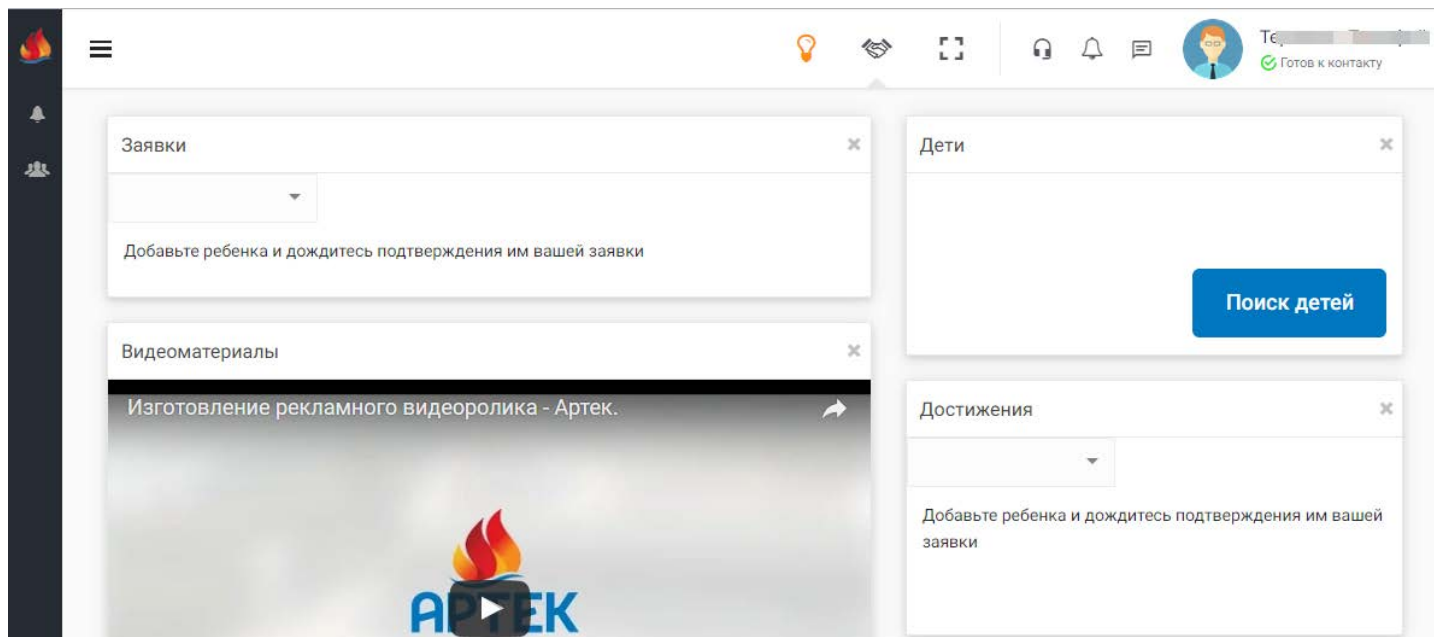 Готов к контакту
Заявки
Добавьте ребенка и дождитесь подтверждения им вашей заявки
Дети
Поиск детей
Видеоматериалы
Изготовление рекламного видеоролика - Артек.
АРТЕК
Достижения
Добавьте ребенка и дождитесь подтверждения им вашей
заявки